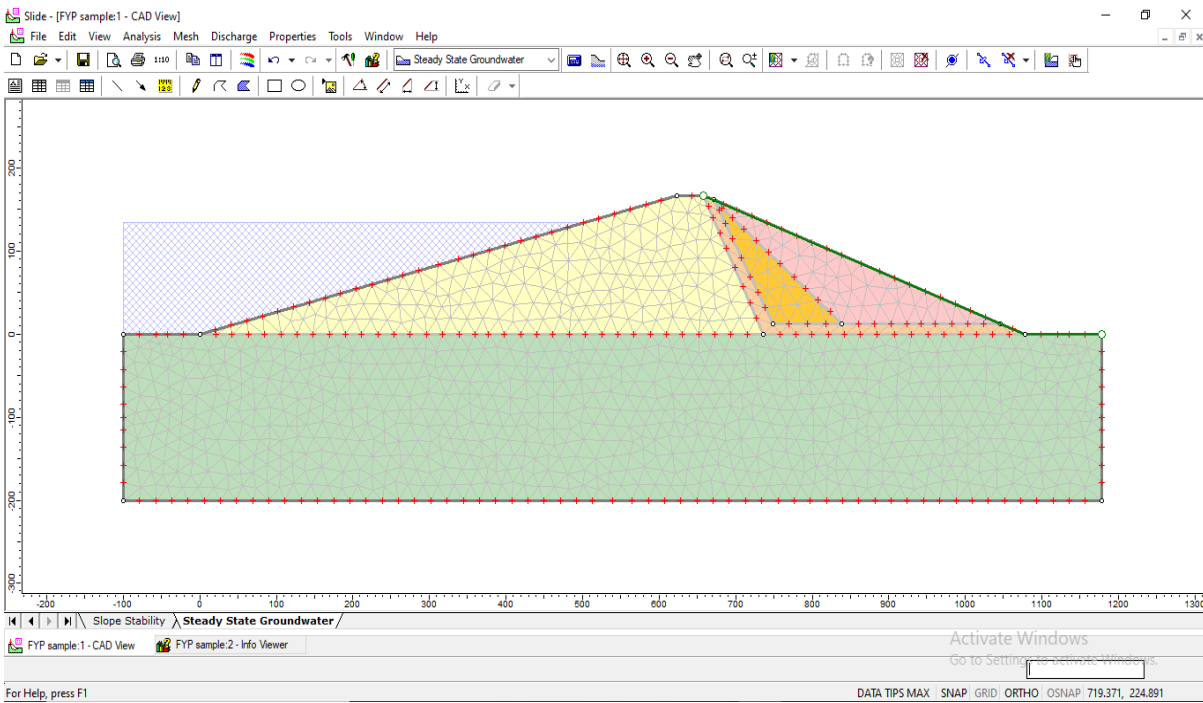 Slide - [FYP sample:1 - CAD View]
File Edit View Analysis Mesh Discharge Properties Tools Window Help
1:10 Steady State Groundwater
200
100
0
-100
-200
-300
-200 -100 0 100 200 300 400 500 600 700 800 900 1000 1100 1200 1300
Slope Stability Steady State Groundwater
FYP sample:1 - CAD View FYP sample:2 - Info Viewer
Activate Windows
Go to Settings to activate Windows.
For Help, press F1 DATA TIPS MAX SNAP GRID ORTHO OSNAP 719.371, 224.891